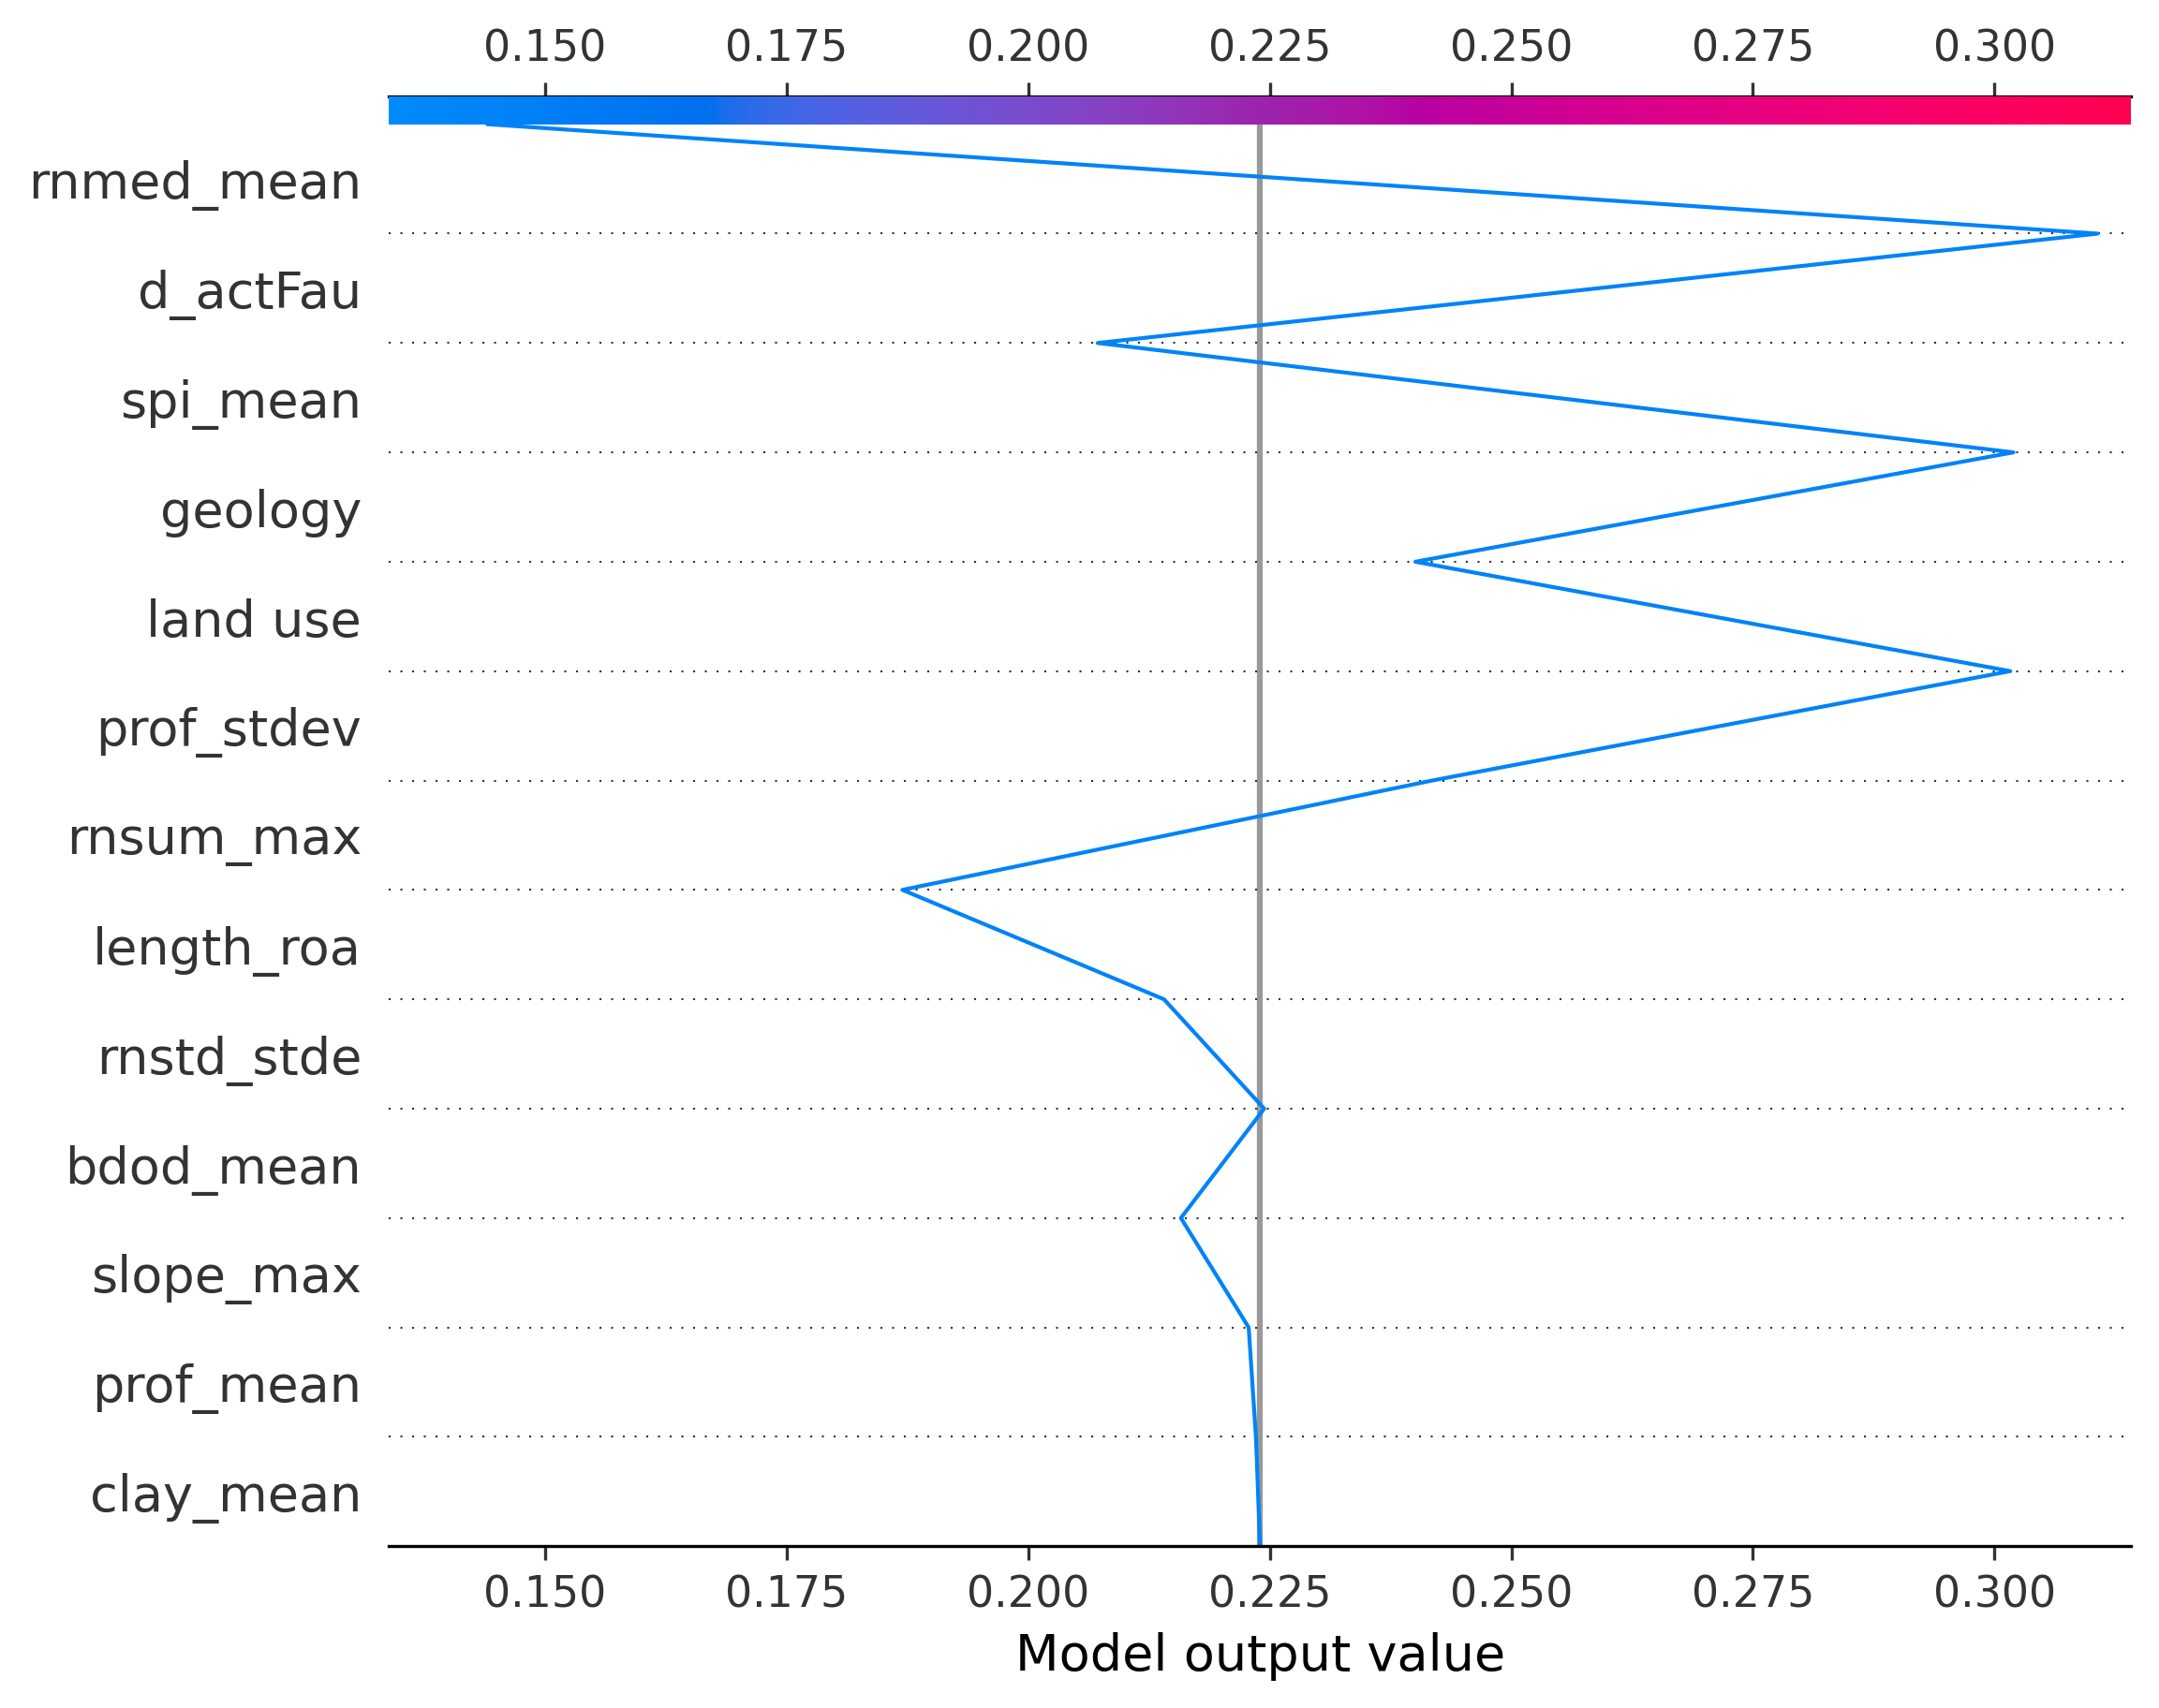 0.150 0.175 0.200 0.225 0.250 0.275 0.300
rnmed_mean
d_actFau
spi_mean
geology
land use
prof_stdev
rnsum_max
length_roa
rnstd_stde
bdod_mean
slope_max
prof_mean
clay_mean
0.150 0.175 0.200 0.225 0.250 0.275 0.300
Model output value